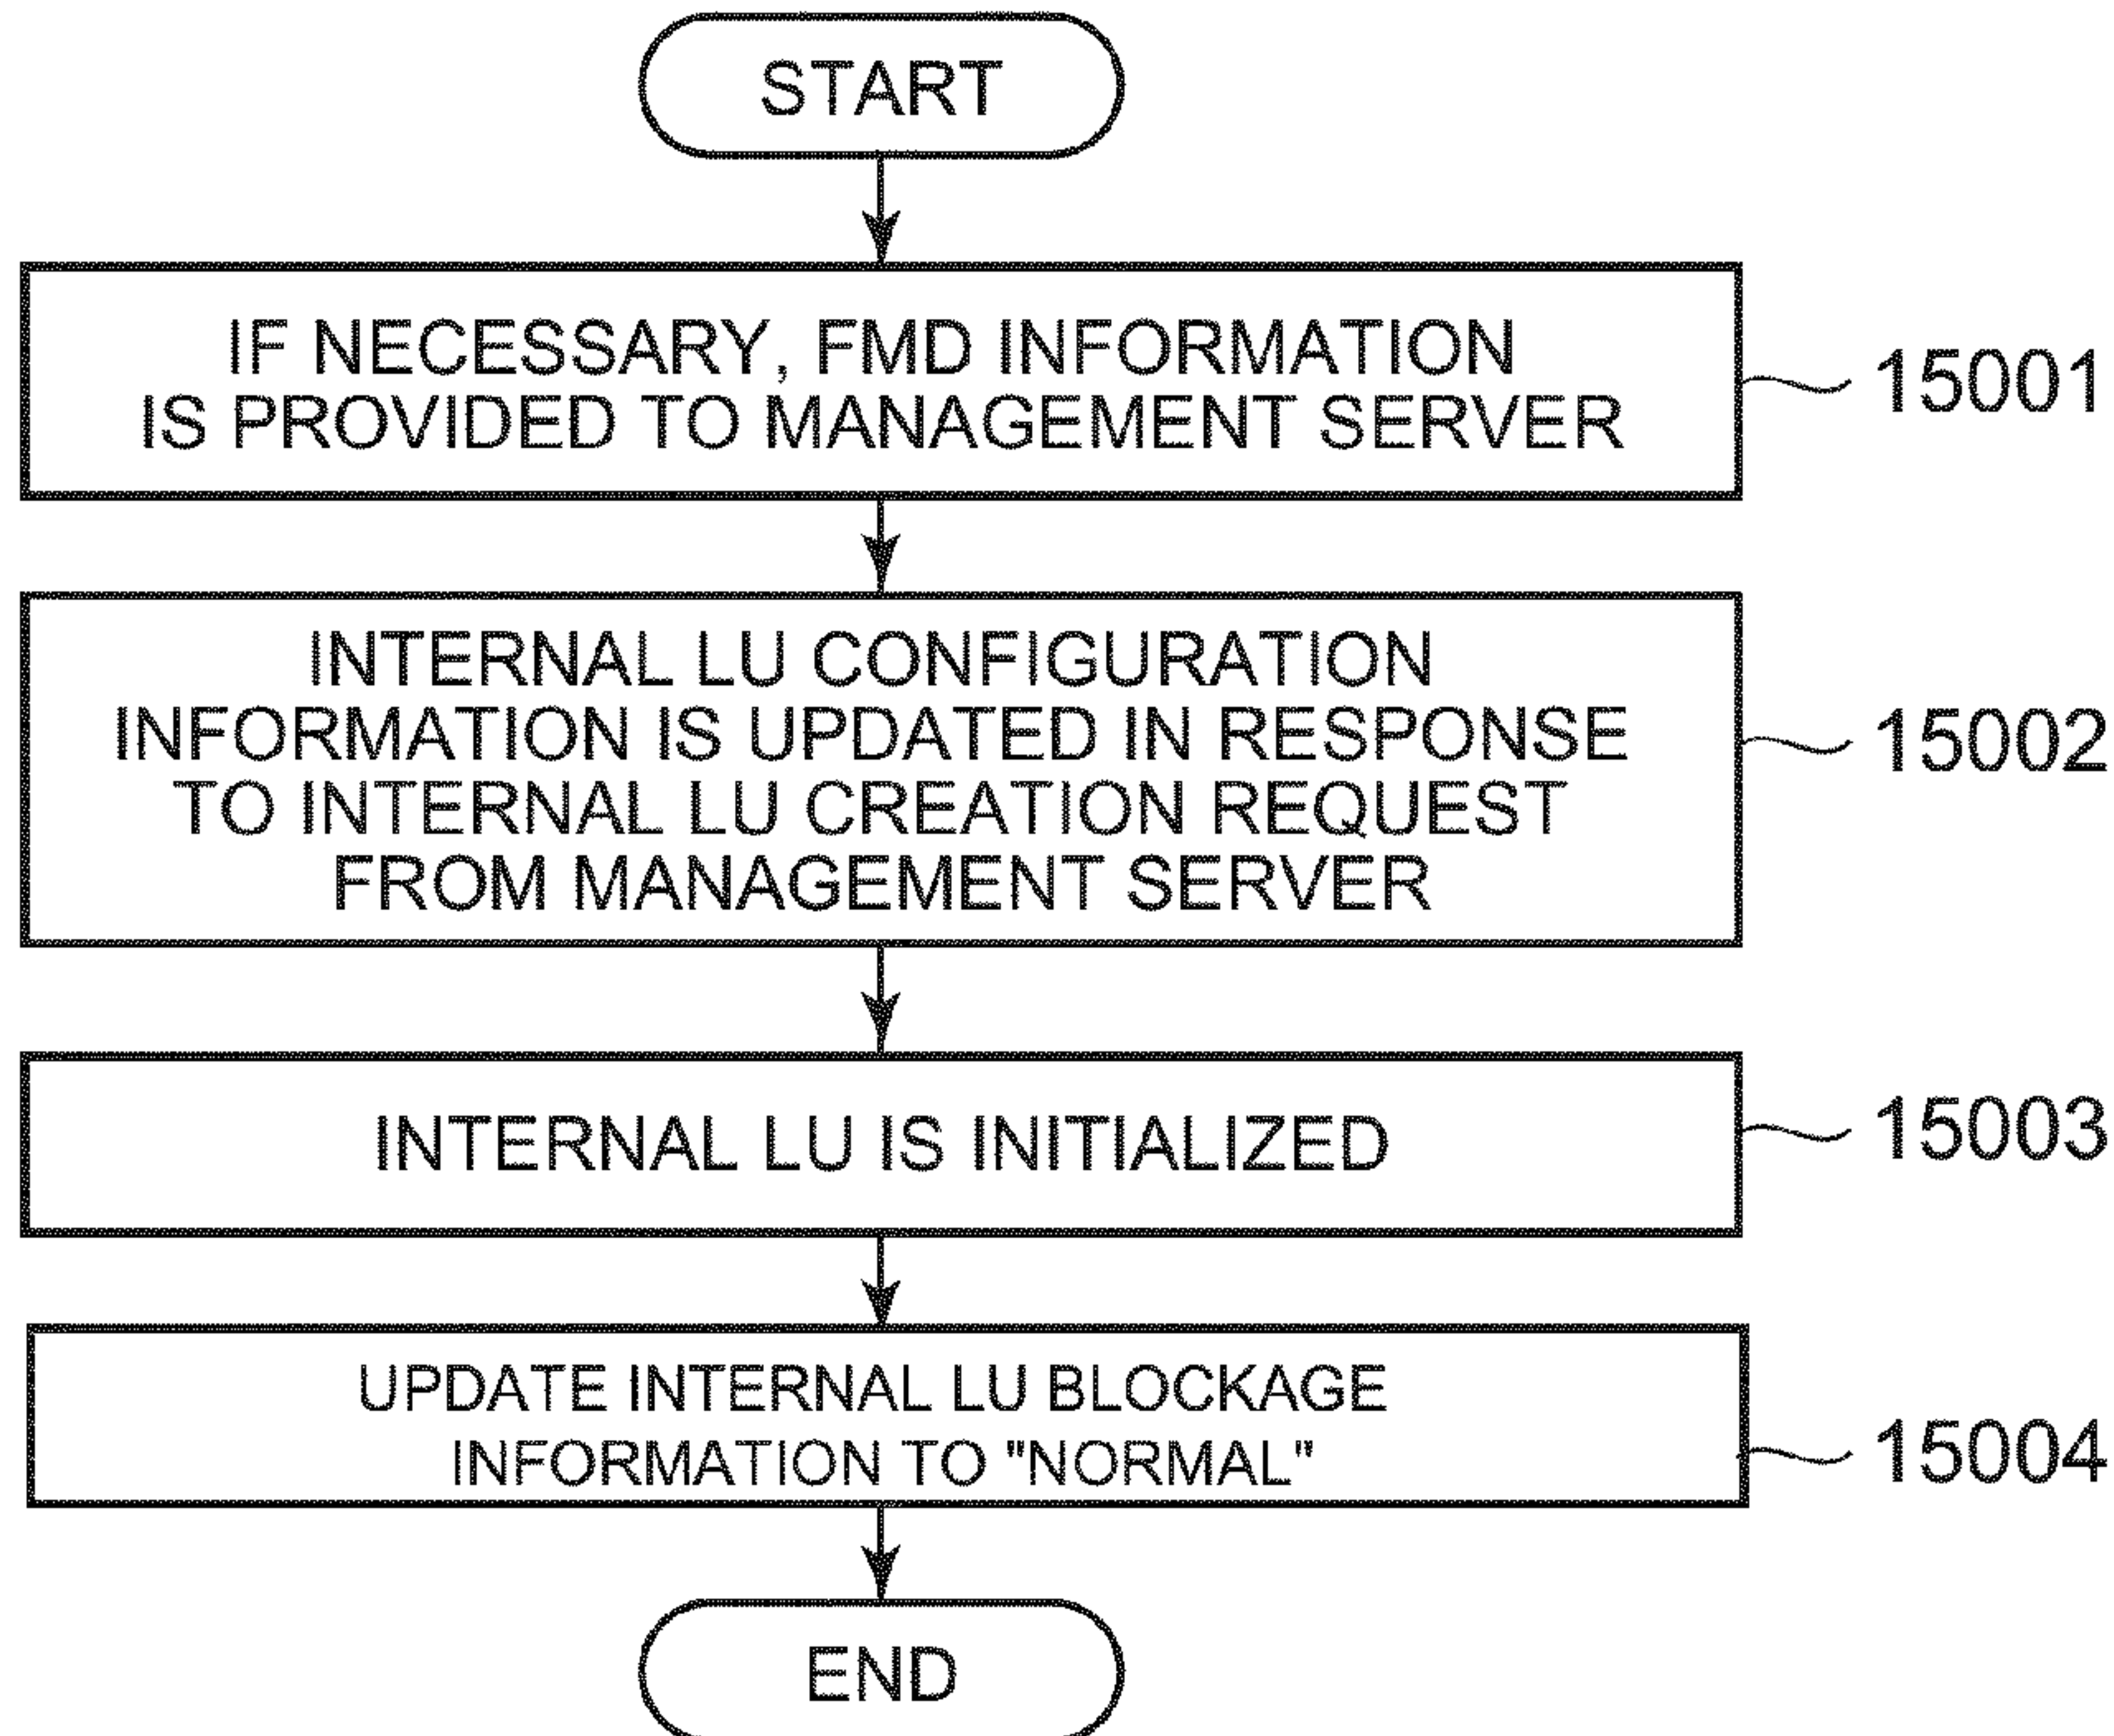 START
IF NECESSARY, FMD INFORMATION
IS PROVIDED TO MANAGEMENT SERVER
15001
INTERNAL LU CONFIGURATION
INFORMATION IS UPDATED IN RESPONSE
TO INTERNAL LU CREATION REQUEST
FROM MANAGEMENT SERVER
15002
INTERNAL LU IS INITIALIZED
15003
UPDATE INTERNAL LU BLOCKAGE
INFORMATION TO "NORMAL"
15004
END